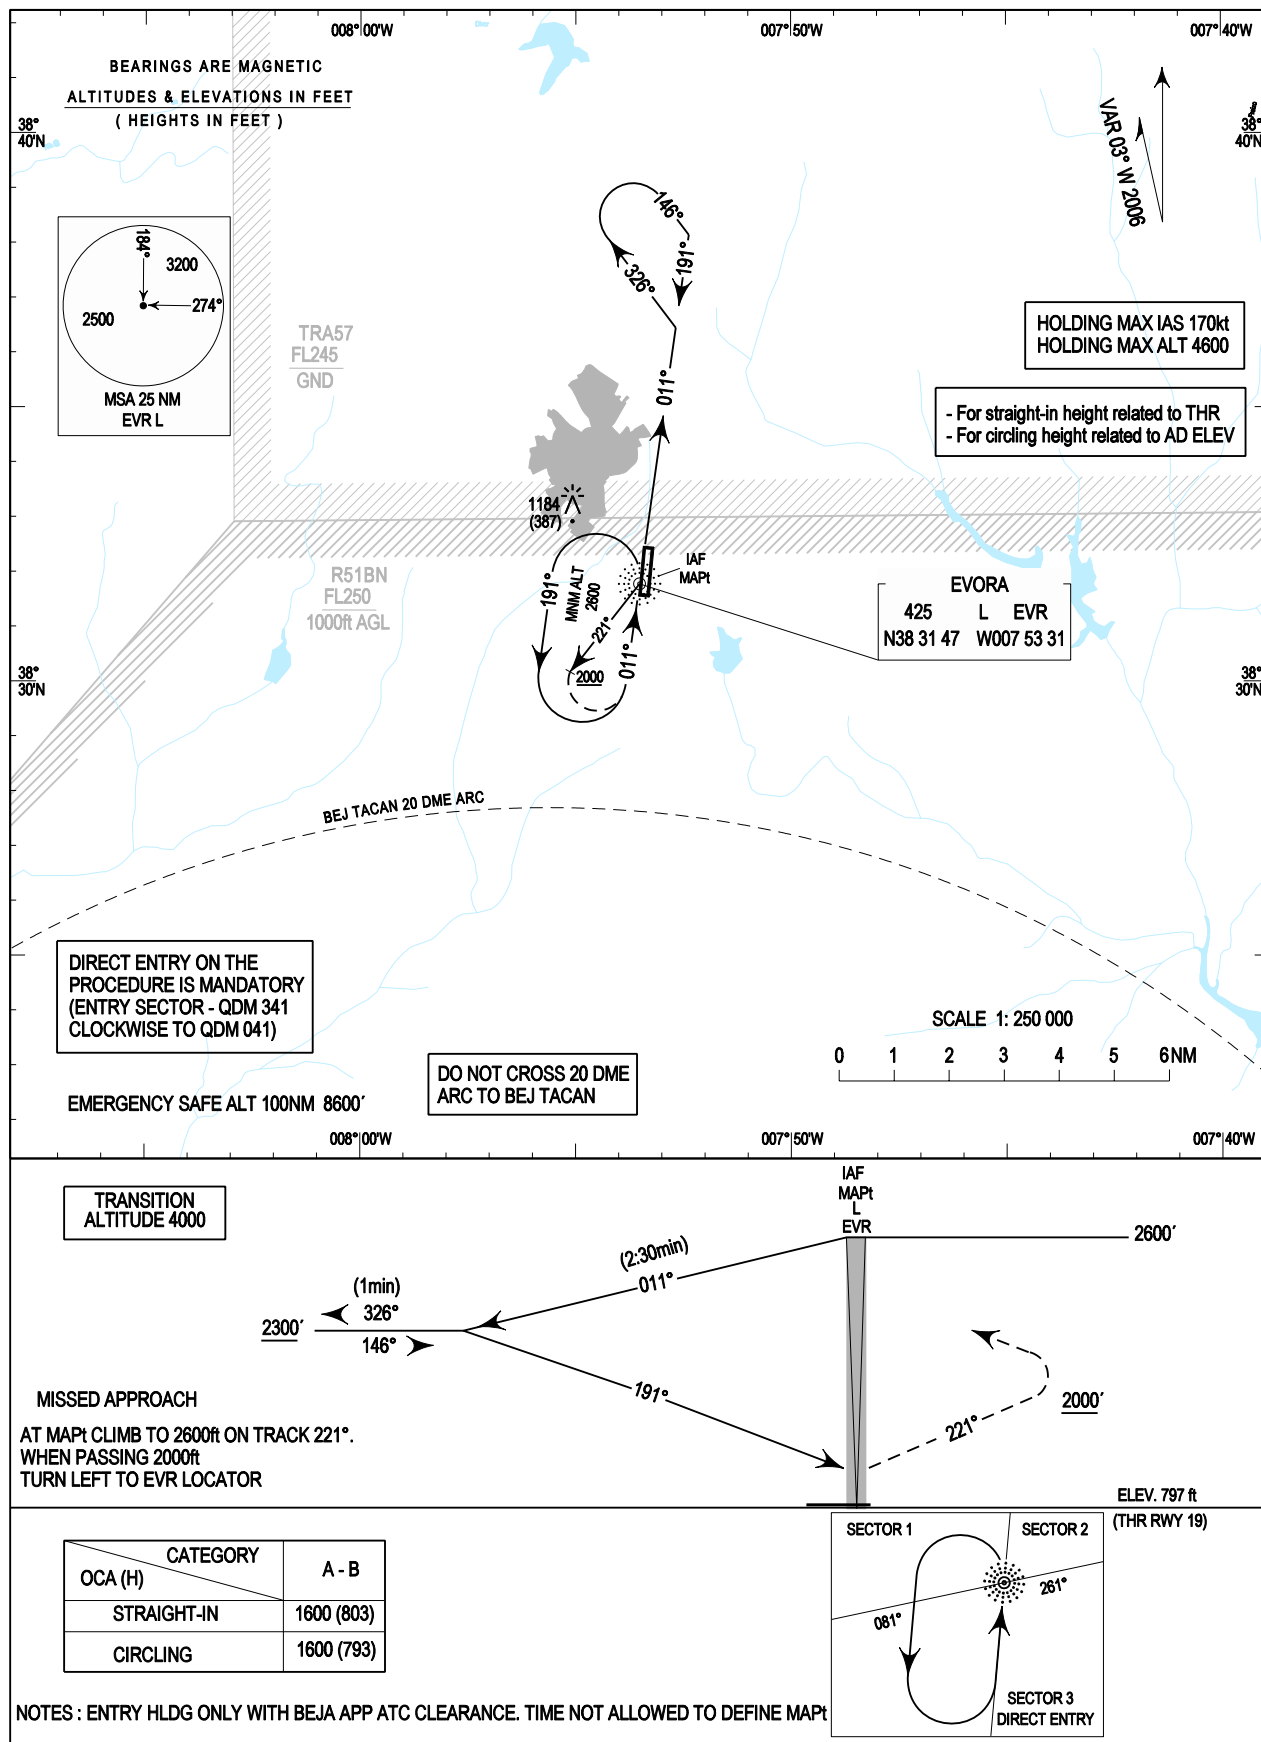 008°00'W
007°50'W
007°40'W
BEARINGS ARE MAGNETIC
ALTITUDES & ELEVATIONS IN FEET
( HEIGHTS IN FEET )
38°
40'N
38°
40'N
VAR 03° W 2006
184°
3200
274°
2500
MSA 25 NM
EVR L
146°
191°
326°
011°
TRA57
FL245
GND
HOLDING MAX IAS 170kt
HOLDING MAX ALT 4600
- For straight-in height related to THR
- For circling height related to AD ELEV
1184
(387)
IAF
MAPt
R51BN
FL250
1000ft AGL
191°
MNM ALT
2600
221°
011°
2000
EVORA
425 L EVR
N38 31 47 W007 53 31
38°
30'N
38°
30'N
BEJ TACAN 20 DME ARC
DIRECT ENTRY ON THE
PROCEDURE IS MANDATORY
(ENTRY SECTOR - QDM 341
CLOCKWISE TO QDM 041)
SCALE 1: 250 000
0 1 2 3 4 5 6NM
DO NOT CROSS 20 DME
ARC TO BEJ TACAN
EMERGENCY SAFE ALT 100NM 8600´
008°00'W
007°50'W
007°40'W
TRANSITION
ALTITUDE 4000
IAF
MAPt
L
EVR
2600´
(2:30min)
011°
(1min)
326°
2300´
146°
191°
2000´
221°
MISSED APPROACH
AT MAPt CLIMB TO 2600ft ON TRACK 221°.
WHEN PASSING 2000ft
TURN LEFT TO EVR LOCATOR
ELEV. 797 ft
(THR RWY 19)
CATEGORY
OCA (H)
A - B
STRAIGHT-IN 1600 (803)
CIRCLING 1600 (793)
SECTOR 1
SECTOR 2
261°
081°
SECTOR 3
DIRECT ENTRY
NOTES : ENTRY HLDG ONLY WITH BEJA APP ATC CLEARANCE. TIME NOT ALLOWED TO DEFINE MAPt